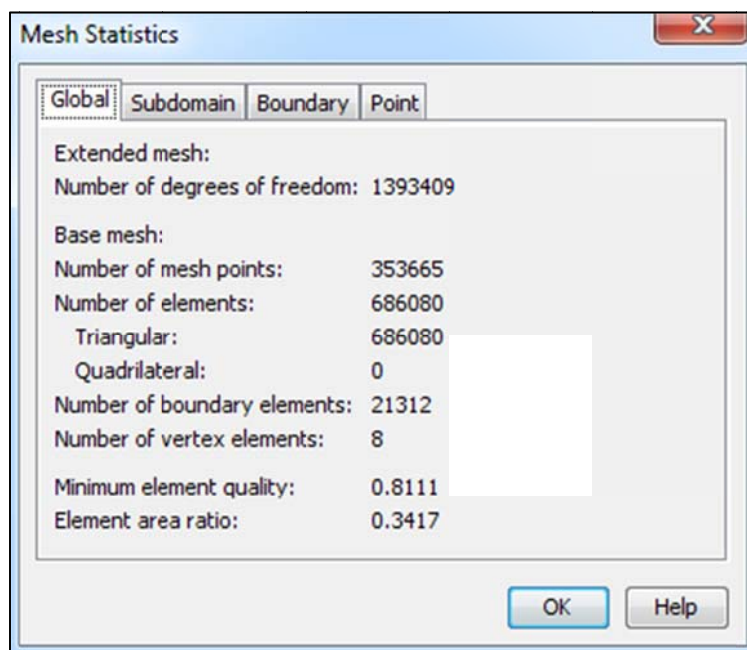 Mesh Statistics
X
Global Subdomain Boundary Point
Extended mesh:
Number of degrees of freedom: 1393409
Base mesh:
Number of mesh points: 353665
Number of elements: 686080
Triangular: 686080
Quadrilateral: 0
Number of boundary elements: 21312
Number of vertex elements: 8
Minimum element quality: 0.8111
Element area ratio: 0.3417
OK Help